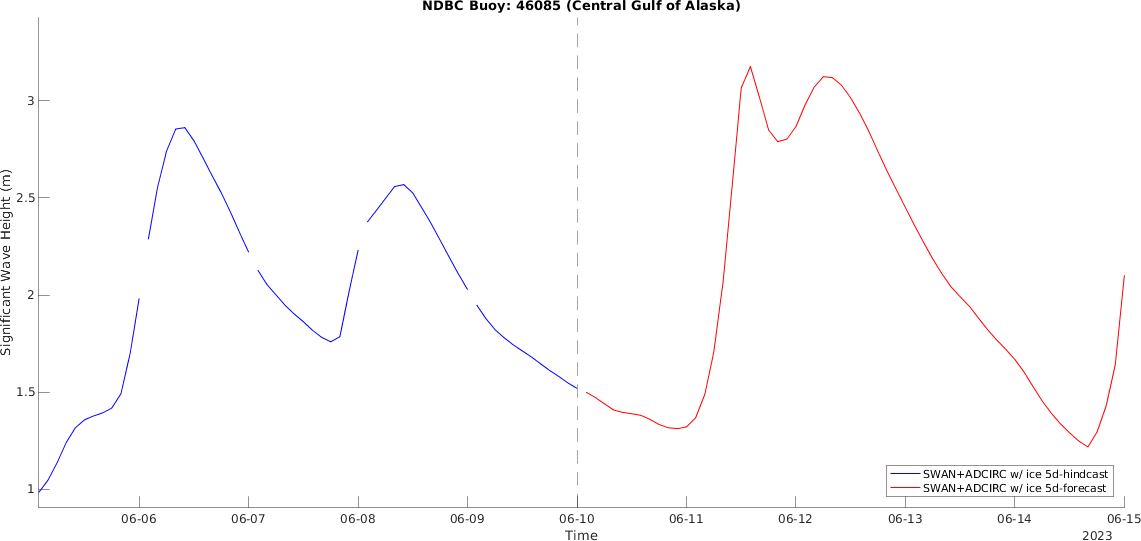 NDBC Buoy: 46085 (Central Gulf of Alaska)
Significant Wave Height (m)
3
2.5
2
1.5
1
06-06 06-07 06-08 06-09 06-10 06-11 06-12 06-13 06-14 06-15
Time
2023
SWAN+ADCIRC w/ ice 5d-hindcast
SWAN+ADCIRC w/ ice 5d-forecast